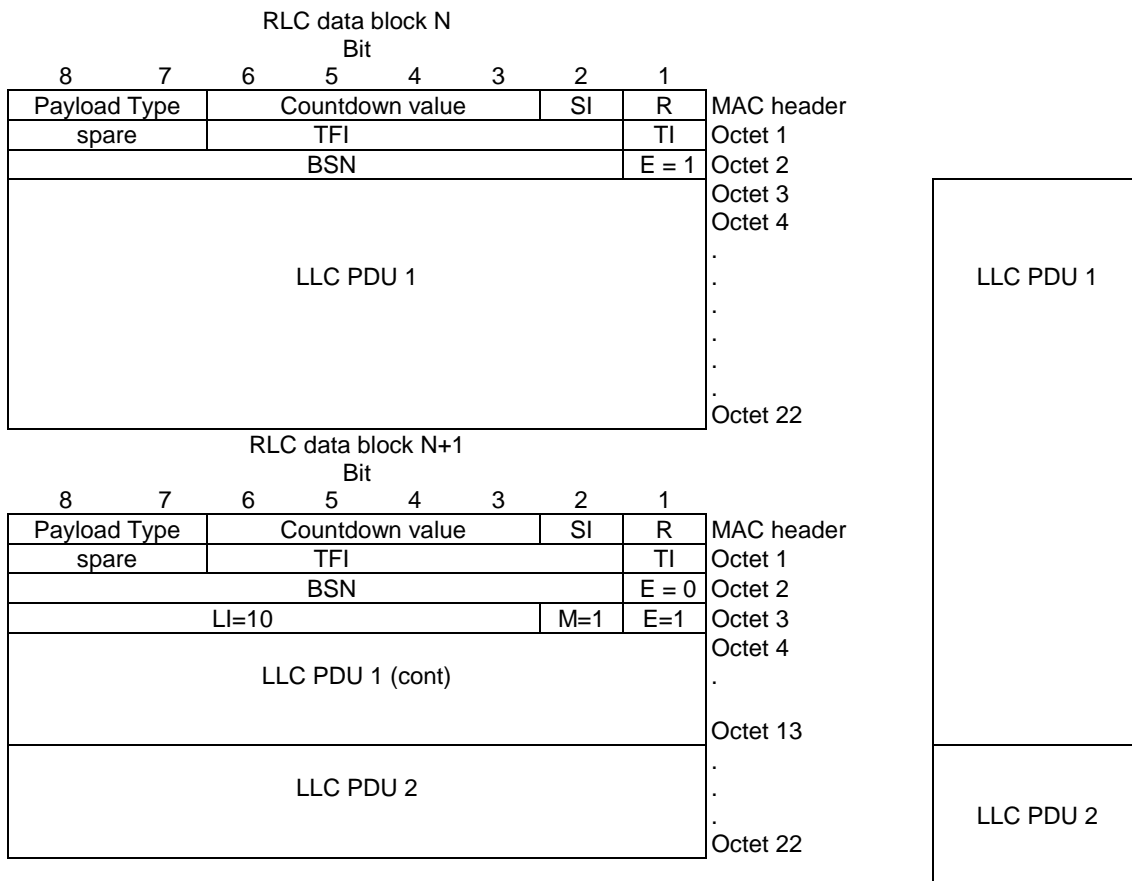 RLC data block N
Bit
8 7 6 5 4 3 2 1
Payload Type Countdown value SI R MAC header
spare TFI TI Octet 1
BSN E = 1 Octet 2
Octet 3
Octet 4
.
LLC PDU 1 . LLC PDU 1
.
.
.
.
Octet 22
RLC data block N+1
Bit
8 7 6 5 4 3 2 1
Payload Type Countdown value SI R MAC header
spare TFI TI Octet 1
BSN E = 0 Octet 2
LI=10 M=1 E=1 Octet 3
Octet 4
LLC PDU 1 (cont) .
Octet 13
.
LLC PDU 2 .
. LLC PDU 2
Octet 22